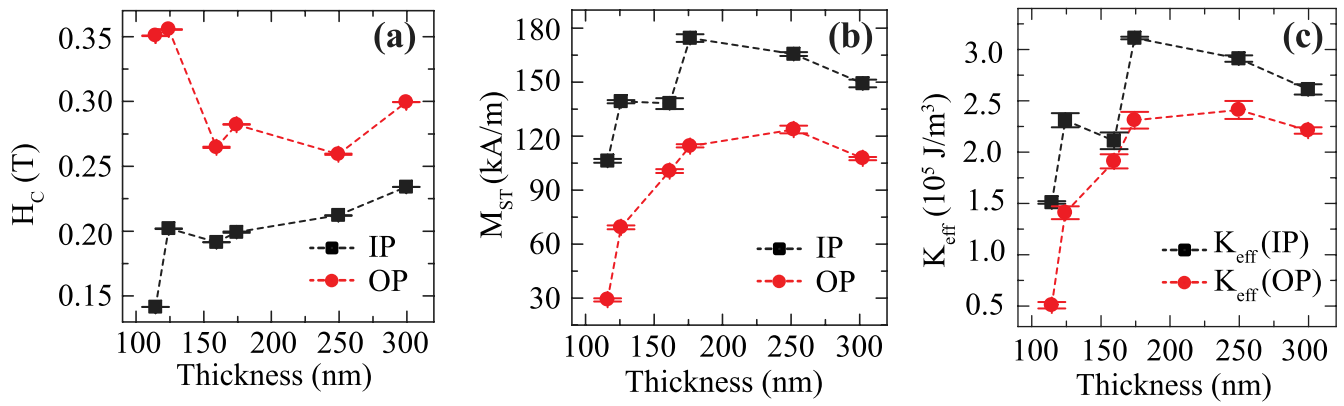 (a)
H_C (T)
0.35
0.30
0.25
0.20
0.15
IP
OP
100 150 200 250 300
Thickness (nm)
(b)
M_ST (kA/m)
180
150
120
90
60
30
IP
OP
100 150 200 250 300
Thickness (nm)
(c)
K_eff (10⁵ J/m³)
3.0
2.5
2.0
1.5
1.0
0.5
K_eff (IP)
K_eff (OP)
100 150 200 250 300
Thickness (nm)